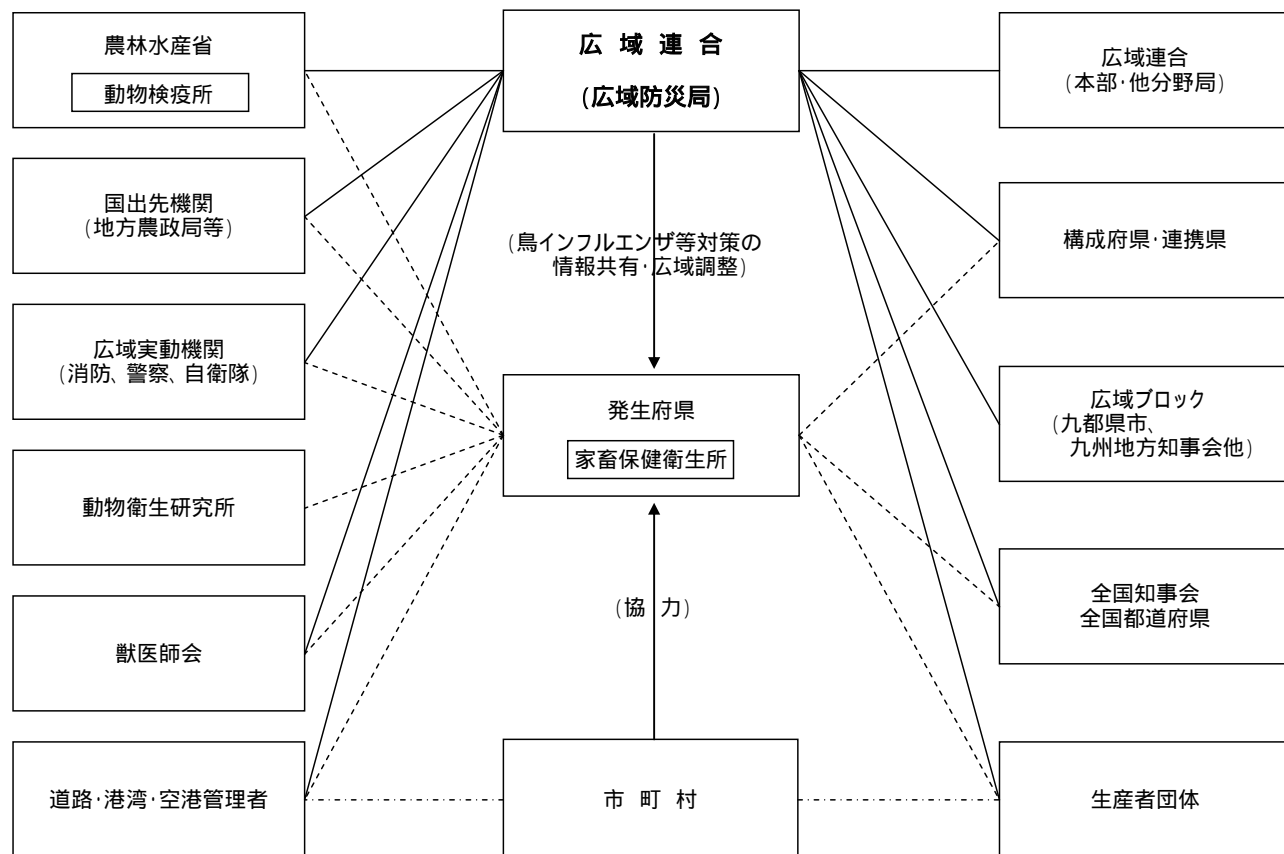 農林水産省
動物検疫所
国出先機関
(地方農政局等)
広域実動機関
(消防、警察、自衛隊)
動物衛生研究所
獣医師会
道路･港湾･空港管理者
広 域 連 合
(広域防災局)
(鳥インフルエンザ等対策の
情報共有･広域調整)
発生府県
家畜保健衛生所
(協 力)
市 町 村
広域連合
(本部･他分野局)
構成府県･連携県
広域ブロック
(九都県市、
九州地方知事会他)
全国知事会
全国都道府県
生産者団体